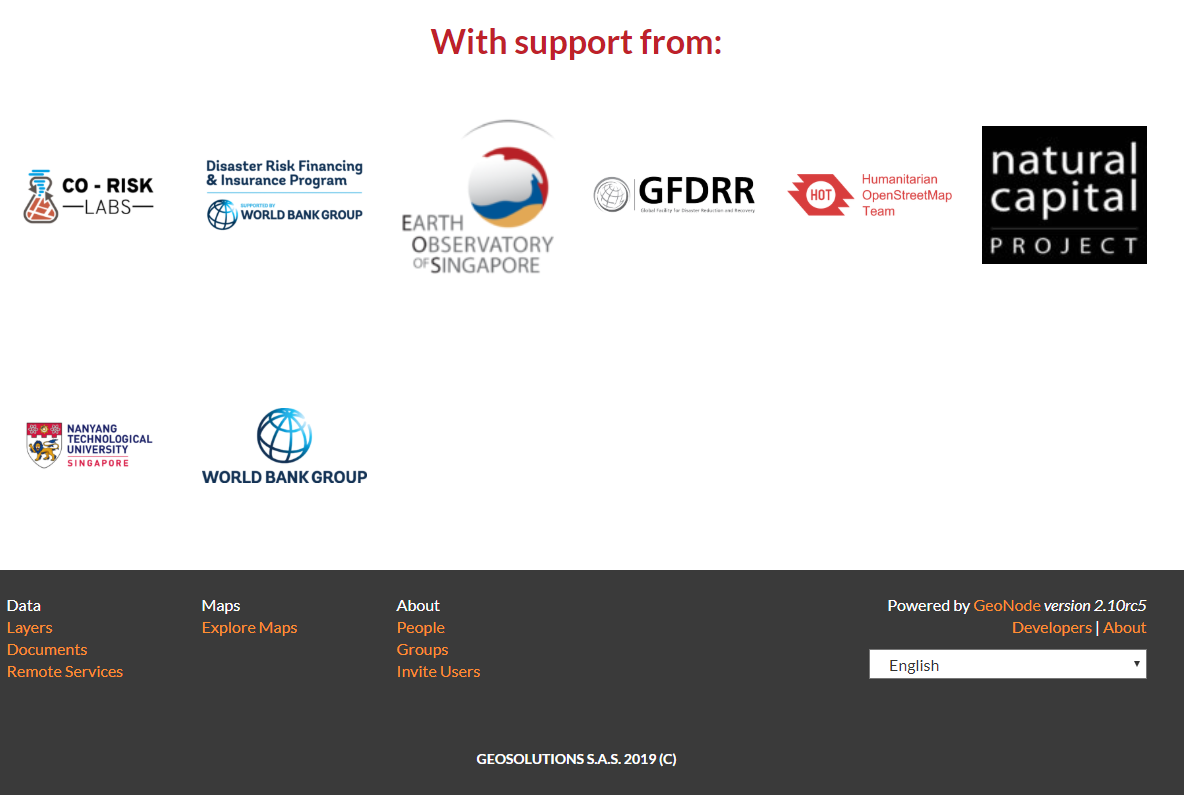 With support from:
CO - RISK
LABS
Disaster Risk Financing
& Insurance Program
SUPPORTED BY
WORLD BANK GROUP
EARTH
OBSERVATORY
OF SINGAPORE
GFDRR
Global Facility for Disaster Reduction and Recovery
HOT
Humanitarian
OpenStreetMap
Team
natural
capital
PROJECT
NANYANG
TECHNOLOGICAL
UNIVERSITY
SINGAPORE
WORLD BANK GROUP
Data
Layers
Documents
Remote Services
Maps
Explore Maps
About
People
Groups
Invite Users
Powered by GeoNode version 2.10rc5
Developers | About
English
GEOSOLUTIONS S.A.S. 2019 (C)